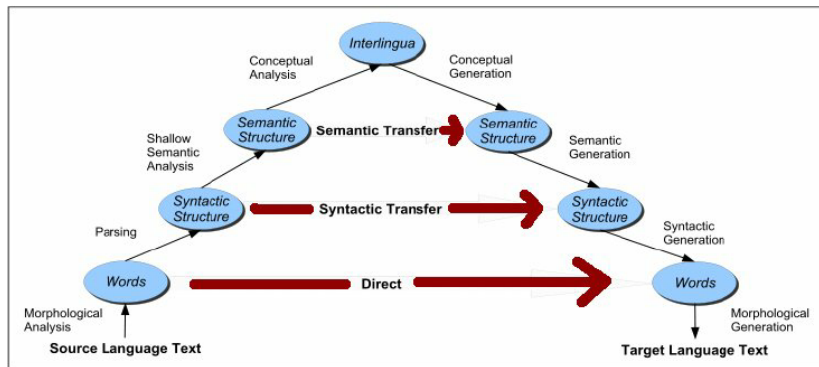 Interlingua
Conceptual
Analysis
Conceptual
Generation
Semantic
Structure
Semantic Transfer
Semantic
Structure
Shallow
Semantic
Analysis
Semantic
Generation
Syntactic
Structure
Syntactic Transfer
Syntactic
Structure
Parsing
Syntactic
Generation
Words
Direct
Words
Morphological
Analysis
Morphological
Generation
Source Language Text
Target Language Text